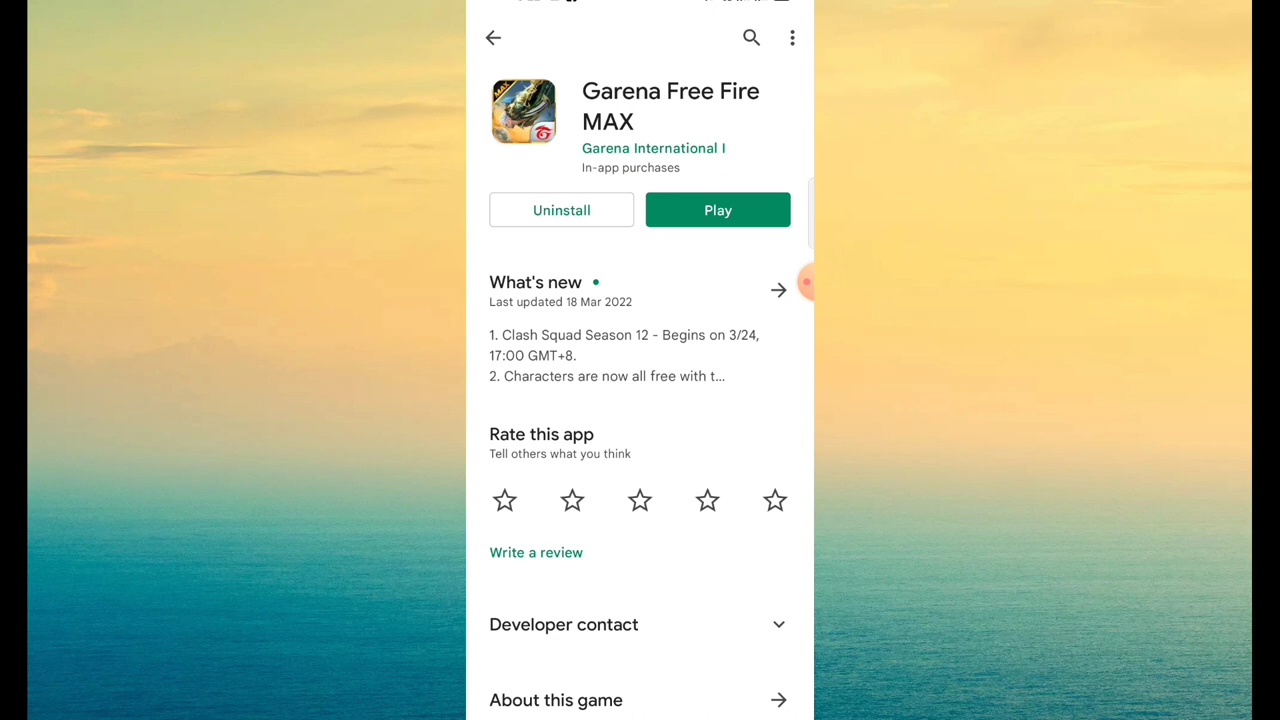 Garena Free Fire
MAX
Garena International I
In-app purchases
Uninstall
Play
What's new
Last updated 18 Mar 2022
1. Clash Squad Season 12 - Begins on 3/24,
17:00 GMT+8.
2. Characters are now all free with t...
Rate this app
Tell others what you think
Write a review
Developer contact
About this game